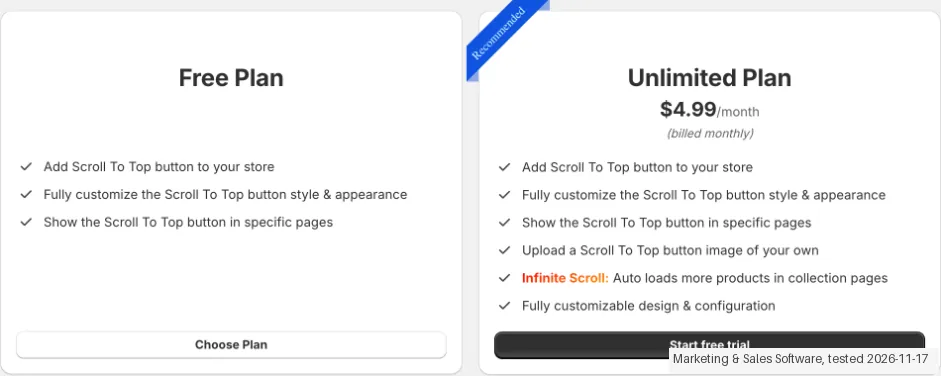 Free Plan
Add Scroll To Top button to your store
Fully customize the Scroll To Top button style & appearance
Show the Scroll To Top button in specific pages
Choose Plan
Recommended
Unlimited Plan
$4.99/month
(billed monthly)
Add Scroll To Top button to your store
Fully customize the Scroll To Top button style & appearance
Show the Scroll To Top button in specific pages
Upload a Scroll To Top button image of your own
Infinite Scroll: Auto loads more products in collection pages
Fully customizable design & configuration
Start free trial
Marketing & Sales Software, tested 2026-11-17